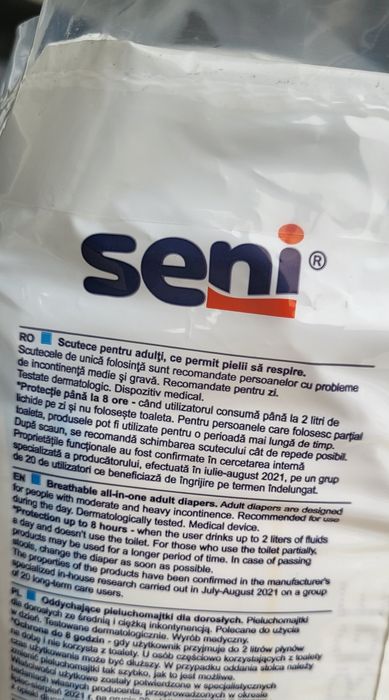 seni®
RO Scutece pentru adulţi, ce permit pielii să respire.
Scutecele de unică folosinţă sunt recomandate persoanelor cu probleme
de incontinenţă medie şi gravă. Recomandate pentru zi.
Testate dermatologic. Dispozitiv medical.
*Protecţie până la 8 ore - când utilizatorul consumă până la 2 litri de
lichide pe zi şi nu foloseşte toaleta. Pentru persoanele care folosesc parţial
toaleta, produsele pot fi utilizate pentru o perioadă mai lungă de timp.
După scaun, se recomandă schimbarea scutecului cât de repede posibil.
Proprietăţile funcţionale au fost confirmate în cercetarea internă
specializată a producătorului, efectuată în iulie-august 2021, pe un grup
de 20 de utilizatori ce beneficiază de îngrijire pe termen îndelungat.
EN Breathable all-in-one adult diapers. Adult diapers are designed
for people with moderate and heavy incontinence. Recommended for use
during the day. Dermatologically tested. Medical device.
*Protection up to 8 hours - when the user drinks up to 2 liters of fluids
a day and doesn't use the toilet. For those who use the toilet partially,
products may be used for a longer period of time. In case of passing
stools, change the diaper as soon as possible.
The properties of the products have been confirmed in the manufacturer's
specialized in-house research carried out in July-August 2021 on a group
of 20 long-term care users.
PL Oddychające pieluchomajtki dla dorosłych. Pieluchomajtki
dla dorosłych ze średnią i ciężką inkontynencją. Polecane do użycia
w dzień. Testowane dermatologicznie. Wyrób medyczny.
*Ochrona do 8 godzin - gdy użytkownik przyjmuje do 2 litrów płynów
na dobę i nie korzysta z toalety. U osób częściowo korzystających z toalety
czas użytkowania może być dłuższy. W przypadku oddania stolca należy
zmienić pieluchomajtki tak szybko, jak to jest możliwe.
Właściwości użytkowe zostały potwierdzone w specjalistycznych
badaniach własnych producenta, przeprowadzonych w okresie
2021 r.